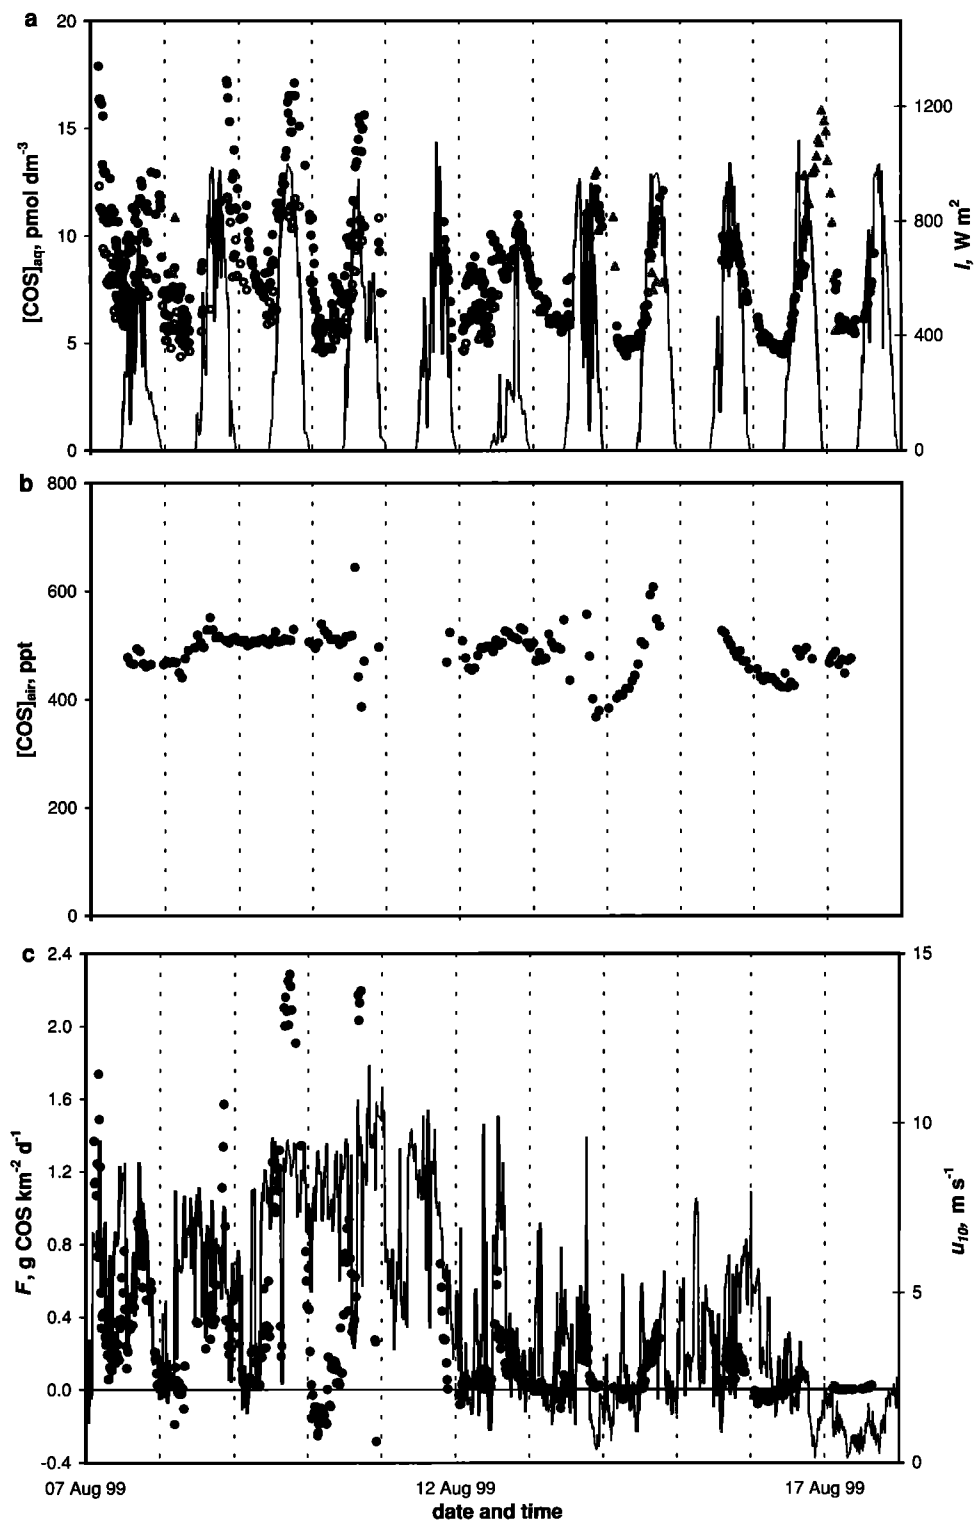 a
20
15
10
5
0
[COS]aq, pmol dm-3
1200
800
400
0
I, W m2
b
800
600
400
200
0
[COS]air, ppt
c
2.4
2.0
1.6
1.2
0.8
0.4
0.0
-0.4
F, g COS km-2 d-1
15
10
5
0
u10, m s-1
07 Aug 99 12 Aug 99 17 Aug 99
date and time